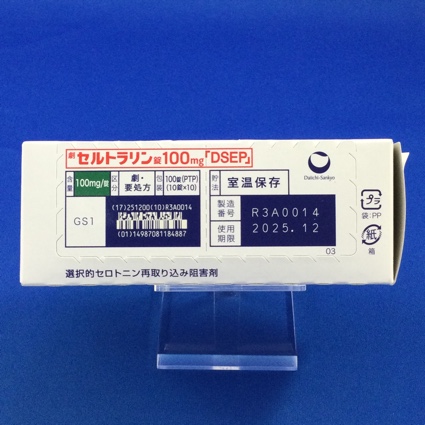 劇 セルトラリン錠100mg「DSEP」
含量 100mg/錠 区分 劇・要処方 包装 100錠(PTP)(10錠×10) 貯法 室温保存
Daiichi-Sankyo
GS1
(17)251200(10)R3A0014
(01)14987081184887
製造番号 R3A0014
使用期限 2025.12
03
プラ
袋:PP
紙
箱
選択的セロトニン再取り込み阻害剤